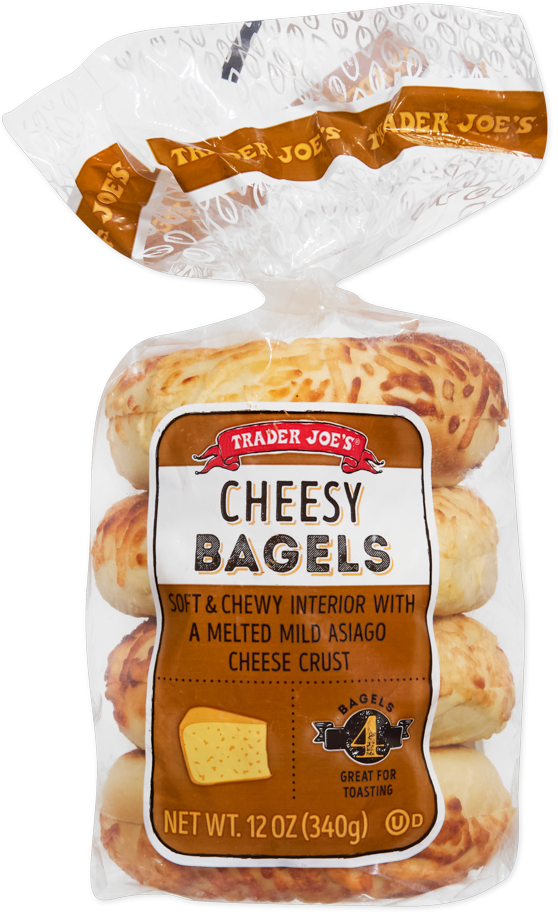 TRADER JOE'S
TRADER JOE'S
JOE'S
TRADER JOE'S®
CHEESY
BAGELS
SOFT & CHEWY INTERIOR WITH
A MELTED MILD ASIAGO
CHEESE CRUST
BAGELS
4
GREAT FOR
TOASTING
NET WT. 12 OZ (340g) U D